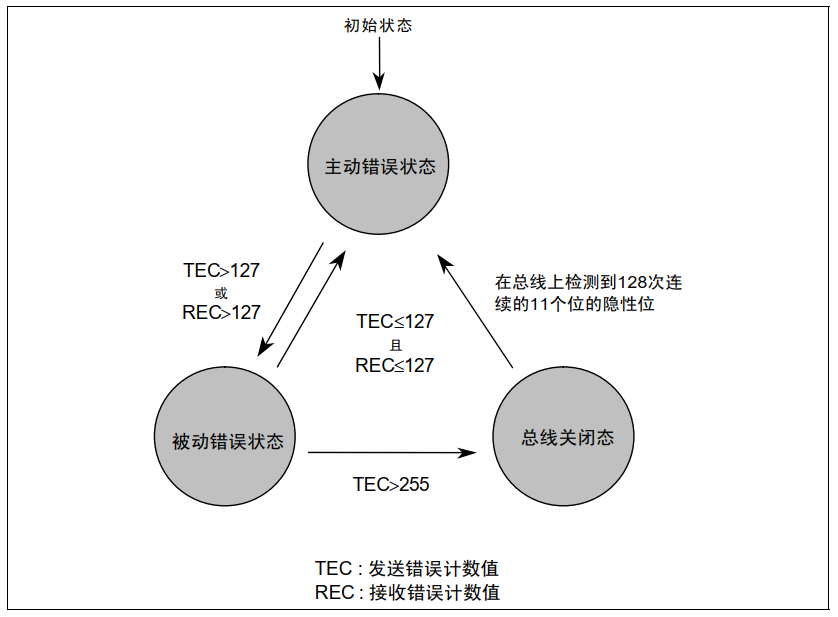 初始状态
主动错误状态
TEC>127
或
REC>127
在总线上检测到128次连
续的11个位的隐性位
TEC≤127
且
REC≤127
被动错误状态
总线关闭态
TEC>255
TEC : 发送错误计数值
REC : 接收错误计数值